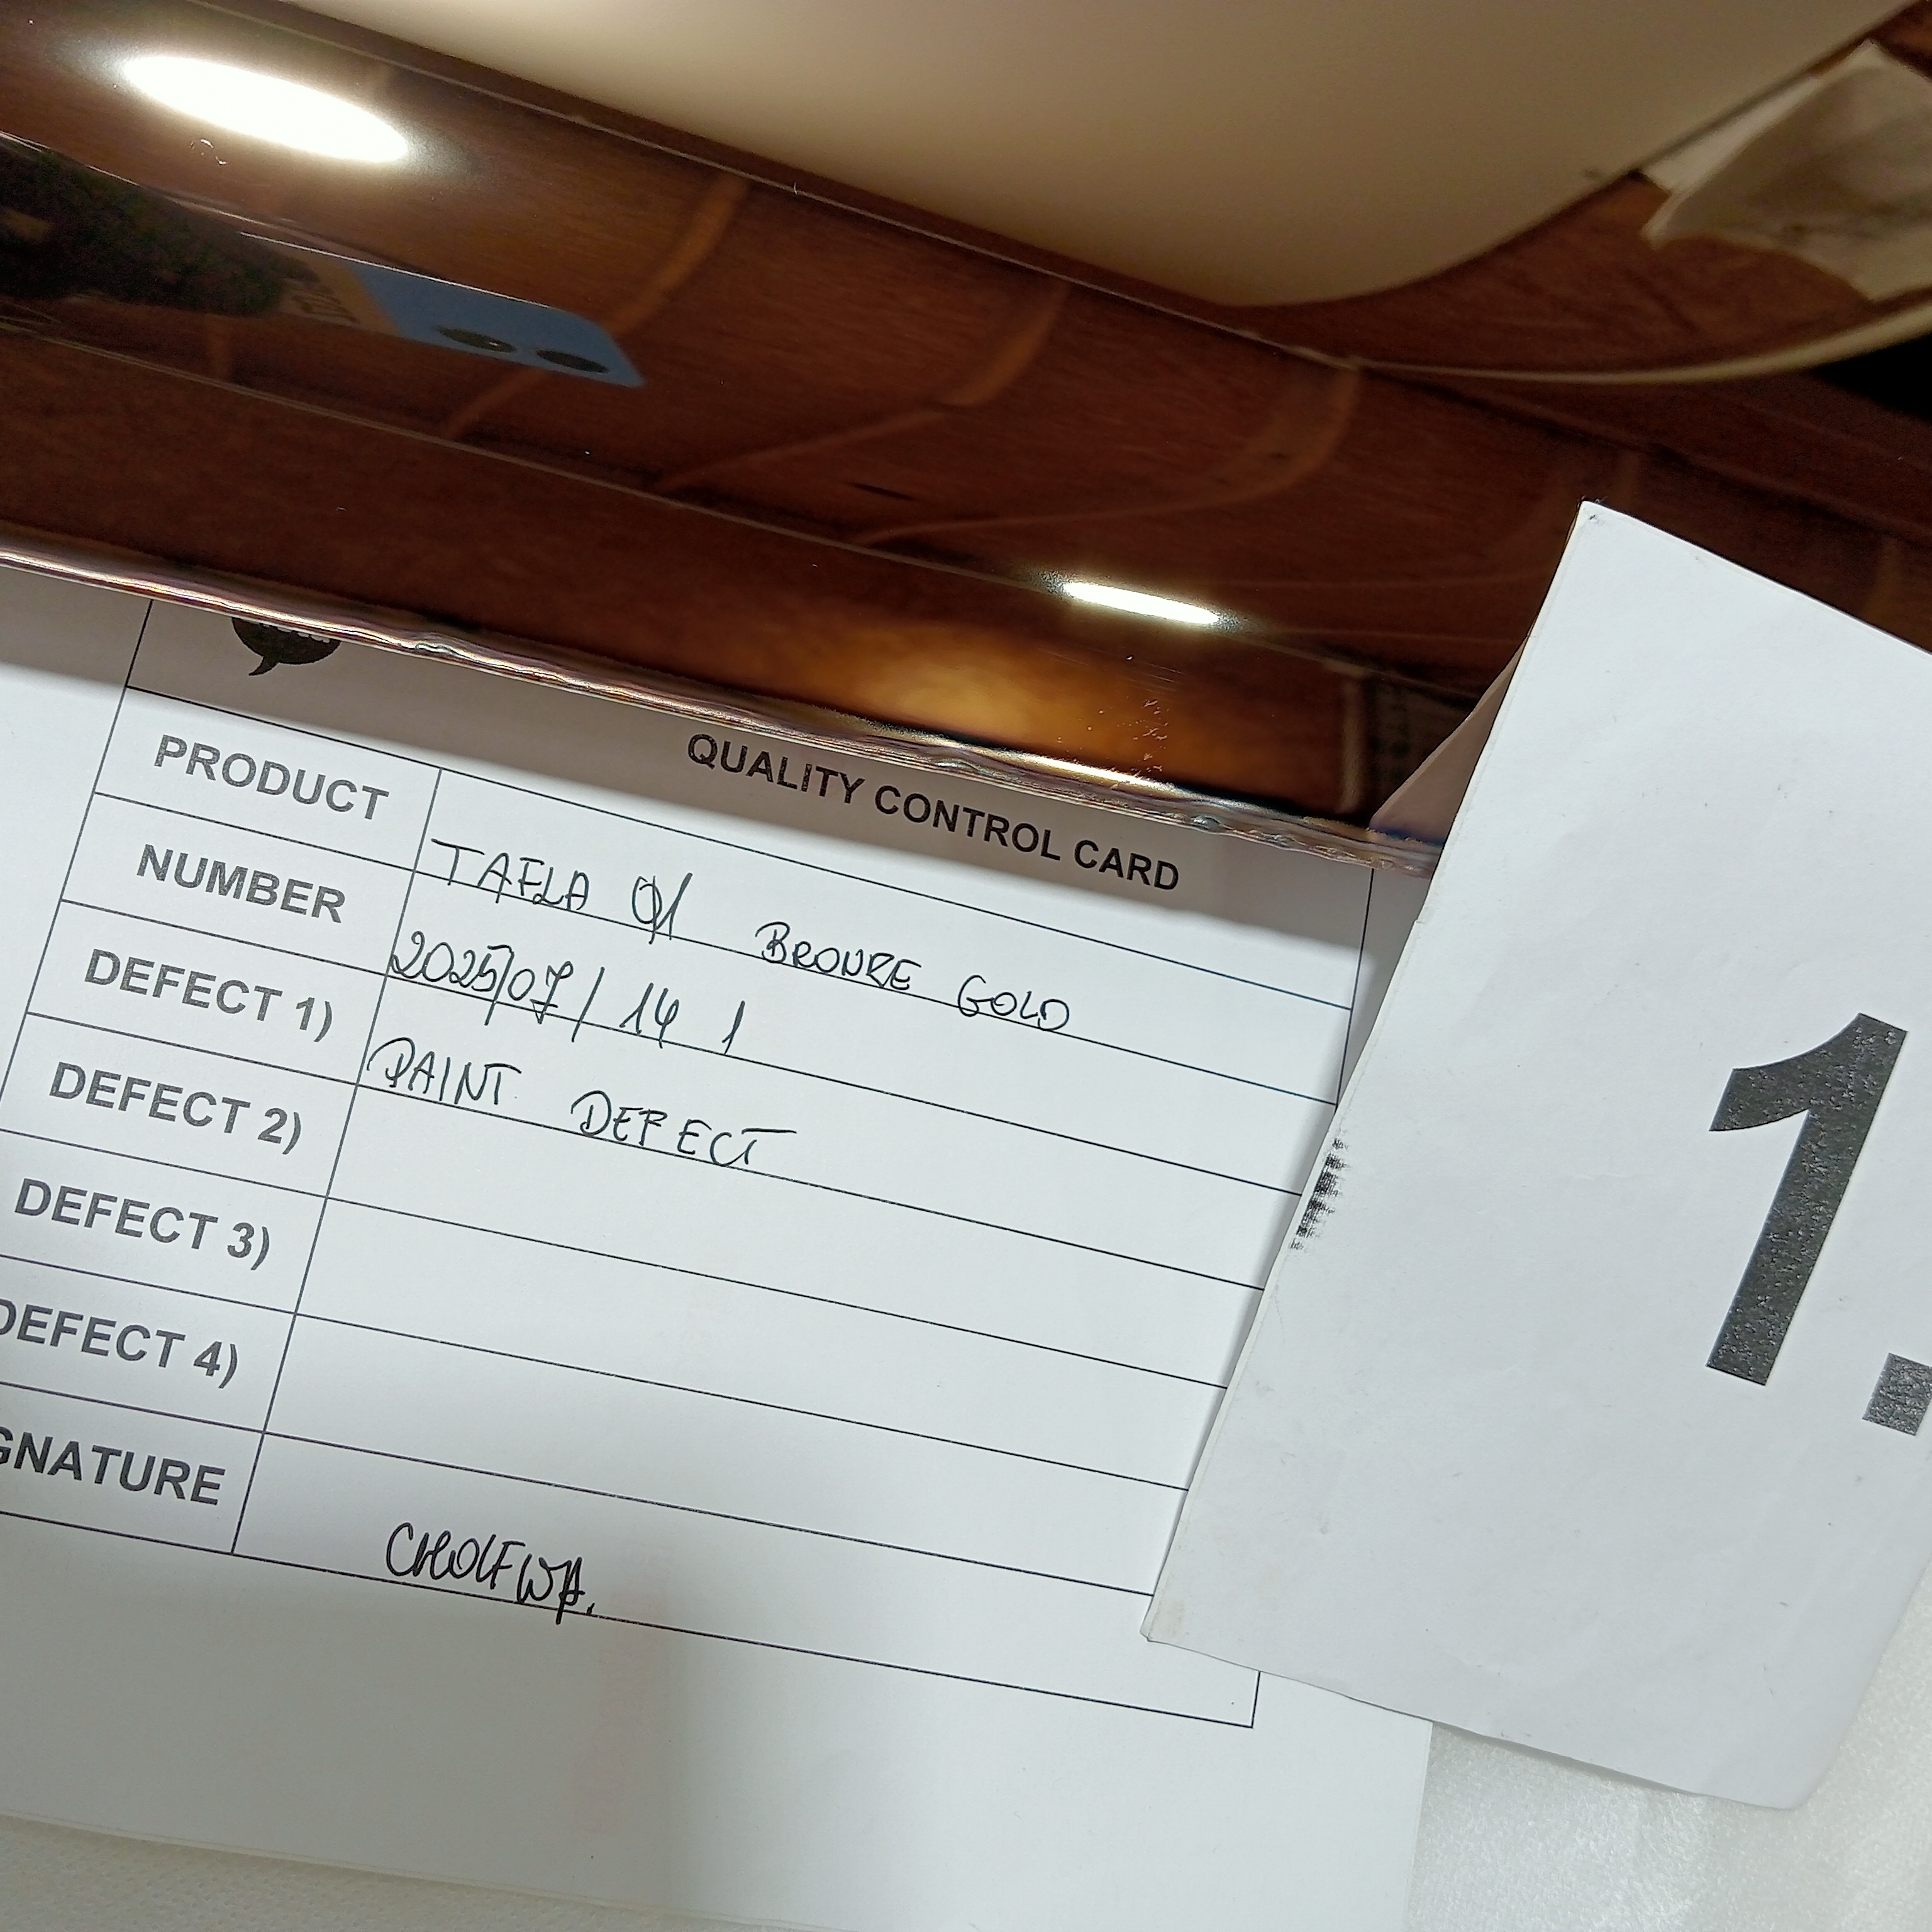 QUALITY CONTROL CARD
PRODUCT TAFLA O1 BRONZE GOLD
NUMBER 2025/07/14 1
DEFECT 1) PAINT DEFECT
DEFECT 2)
DEFECT 3)
DEFECT 4)
GNATURE
1.